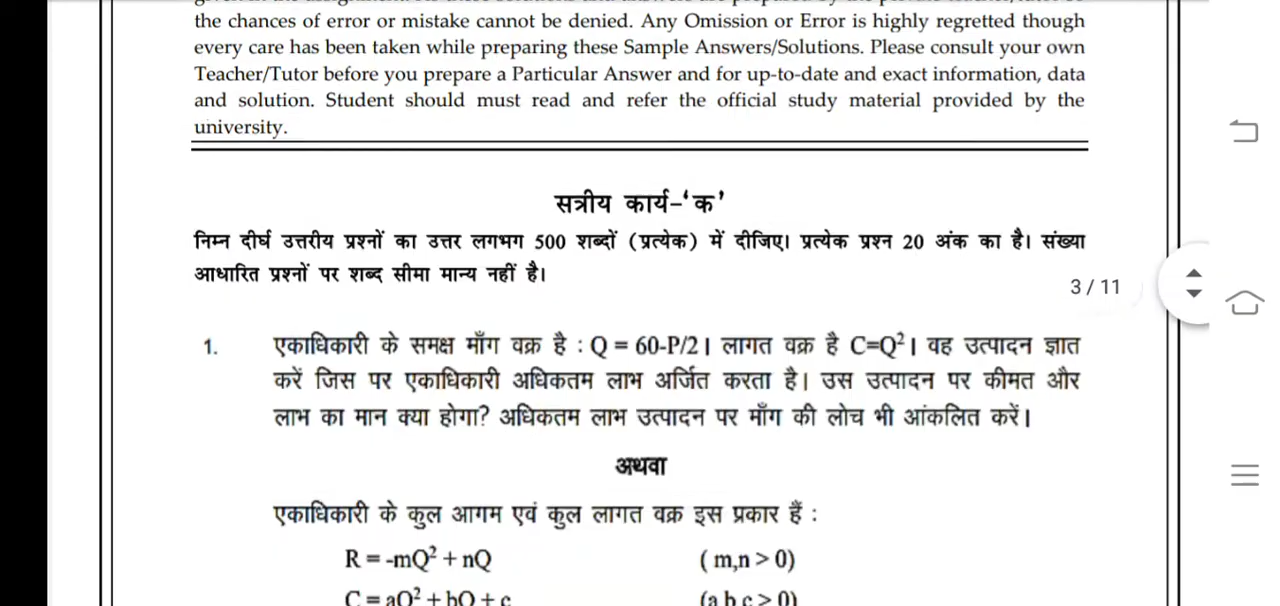 the chances of error or mistake cannot be denied. Any Omission or Error is highly regretted though
every care has been taken while preparing these Sample Answers/Solutions. Please consult your own
Teacher/Tutor before you prepare a Particular Answer and for up-to-date and exact information, data
and solution. Student should must read and refer the official study material provided by the
university.
सत्रीय कार्य-‘क’
निम्न दीर्घ उत्तरीय प्रश्नों का उत्तर लगभग 500 शब्दों (प्रत्येक) में दीजिए। प्रत्येक प्रश्न 20 अंक का है। संख्या
आधारित प्रश्नों पर शब्द सीमा मान्य नहीं है।
3 / 11
1. एकाधिकारी के समक्ष माँग वक्र है : Q = 60-P/2। लागत वक्र है C=Q²। वह उत्पादन ज्ञात
करें जिस पर एकाधिकारी अधिकतम लाभ अर्जित करता है। उस उत्पादन पर कीमत और
लाभ का मान क्या होगा? अधिकतम लाभ उत्पादन पर माँग की लोच भी आंकलित करें।
अथवा
एकाधिकारी के कुल आगम एवं कुल लागत वक्र इस प्रकार हैं :
R = -mQ² + nQ (m,n > 0)
C = aQ² + bQ + c (a b c > 0)